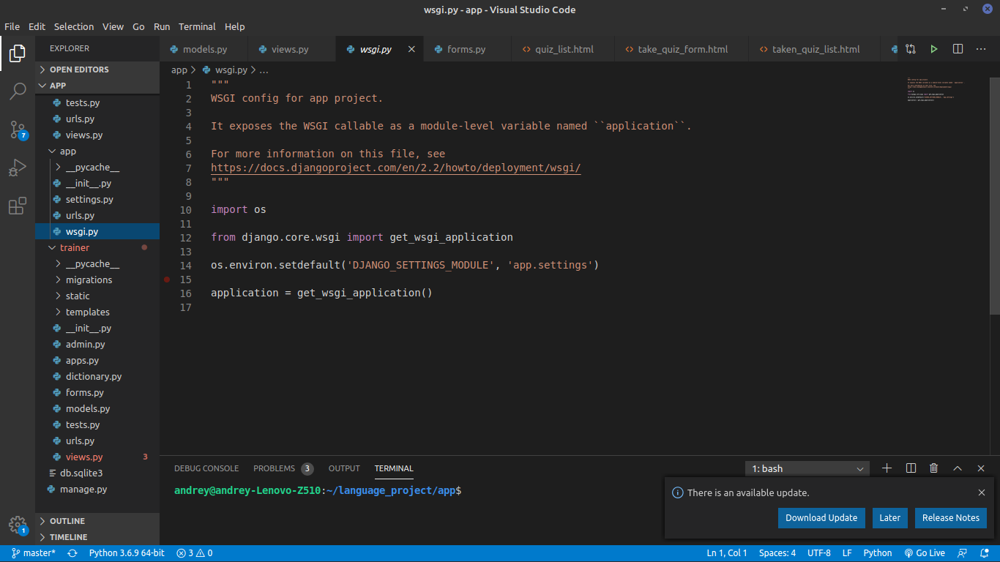 wsgi.py - app - Visual Studio Code
File Edit Selection View Go Run Terminal Help
EXPLORER
OPEN EDITORS
APP
tests.py
urls.py
views.py
app
__pycache__
__init__.py
settings.py
urls.py
wsgi.py
trainer
__pycache__
migrations
static
templates
__init__.py
admin.py
apps.py
dictionary.py
forms.py
models.py
tests.py
urls.py
views.py 3
db.sqlite3
manage.py
OUTLINE
TIMELINE
7
1
models.py views.py wsgi.py forms.py quiz_list.html take_quiz_form.html taken_quiz_list.html
app > wsgi.py > ...
1 """
2 WSGI config for app project.
3
4 It exposes the WSGI callable as a module-level variable named ``application``.
5
6 For more information on this file, see
7 https://docs.djangoproject.com/en/2.2/howto/deployment/wsgi/
8 """
9
10 import os
11
12 from django.core.wsgi import get_wsgi_application
13
14 os.environ.setdefault('DJANGO_SETTINGS_MODULE', 'app.settings')
15
16 application = get_wsgi_application()
17
DEBUG CONSOLE PROBLEMS 3 OUTPUT TERMINAL 1: bash
andrey@andrey-Lenovo-Z510:~/language_project/app$
There is an available update.
Download Update Later Release Notes
master* Python 3.6.9 64-bit 3 0 Ln 1, Col 1 Spaces: 4 UTF-8 LF Python Go Live